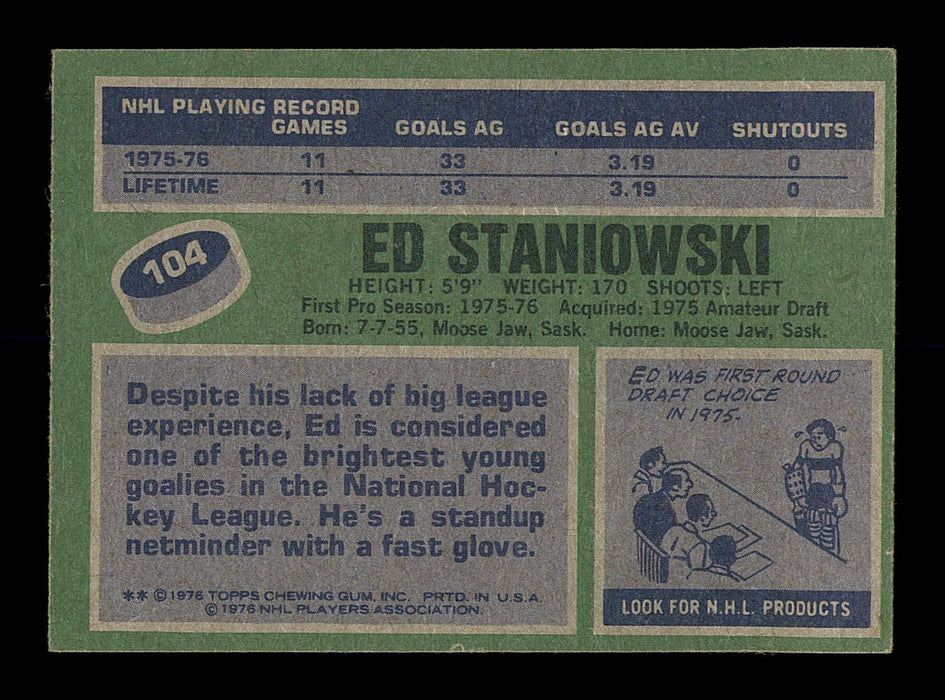 NHL PLAYING RECORD
GAMES GOALS AG GOALS AG AV SHUTOUTS
1975-76 11 33 3.19 0
LIFETIME 11 33 3.19 0
104
ED STANIOWSKI
HEIGHT: 5'9" WEIGHT: 170 SHOOTS: LEFT
First Pro Season: 1975-76 Acquired: 1975 Amateur Draft
Born: 7-7-55, Moose Jaw, Sask. Home: Moose Jaw, Sask.
Despite his lack of big league
experience, Ed is considered
one of the brightest young
goalies in the National Hoc-
key League. He's a standup
netminder with a fast glove.
** © 1976 TOPPS CHEWING GUM, INC. PRTD. IN U.S.A.
© 1976 NHL PLAYERS ASSOCIATION.
ED WAS FIRST ROUND
DRAFT CHOICE
IN 1975.
LOOK FOR N.H.L. PRODUCTS